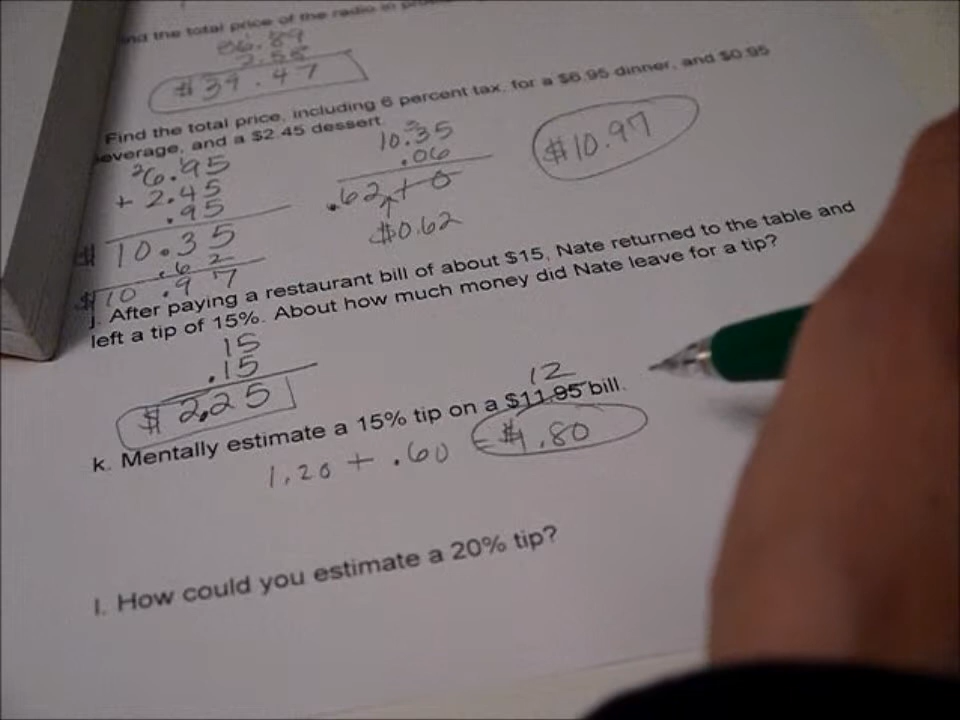 ind the total price of the radio in
36.89
2.58
$39.47
Find the total price, including 6 percent tax, for a $6.95 dinner, and $0.95
everage, and a $2.45 dessert.
26.95
+ 2.45
.95
$10.35
.62
$10.97
10.35
.06
$0.62
$10.97
j. After paying a restaurant bill of about $15, Nate returned to the table and
left a tip of 15%. About how much money did Nate leave for a tip?
15
.15
$2.25
12
k. Mentally estimate a 15% tip on a $11.95 bill.
1.20 + .60 = $1.80
l. How could you estimate a 20% tip?